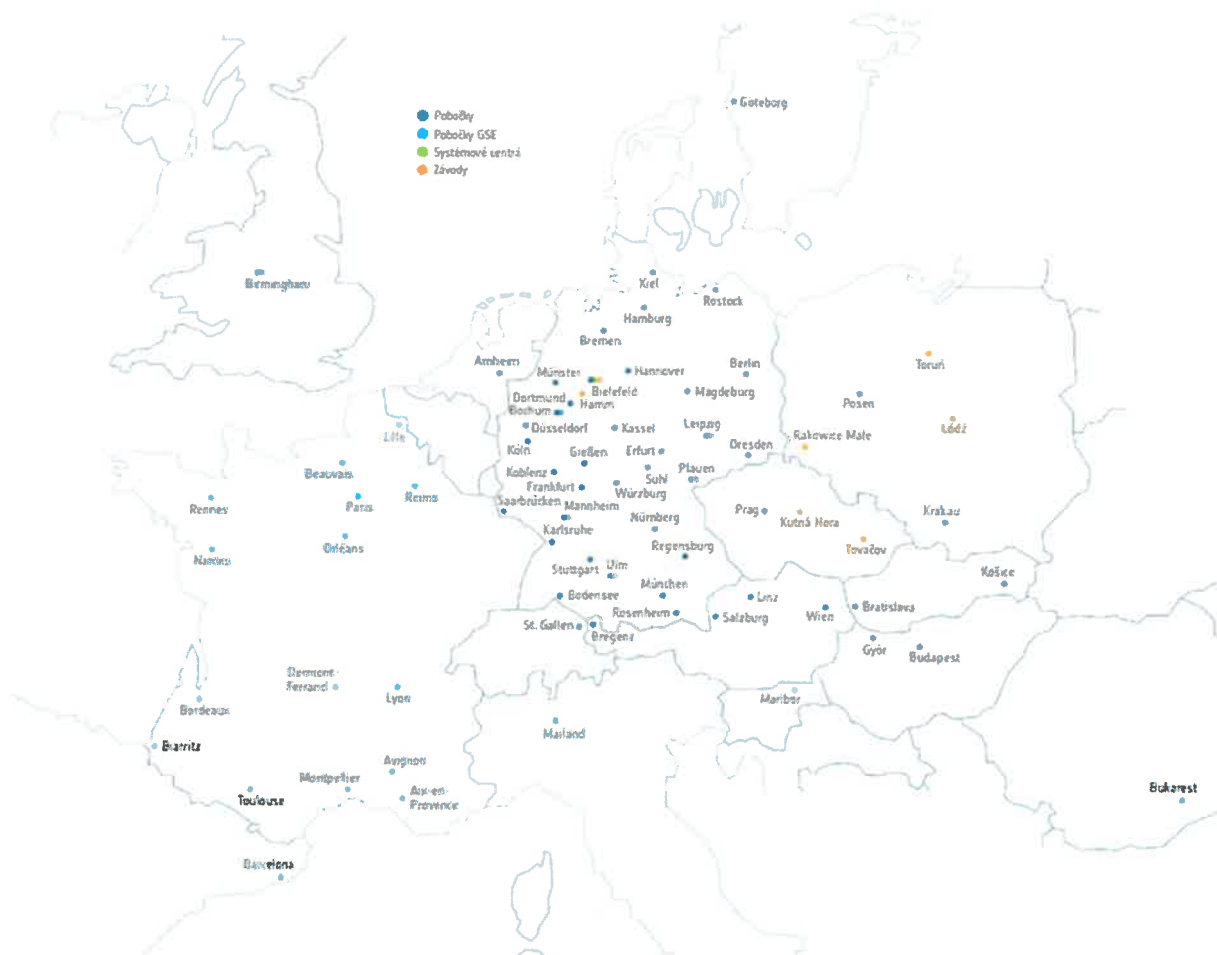 Pobočky
Pobočky GSE
Systémové centrá
Závody
Göteborg
Birmingham
Kiel
Rostock
Hamburg
Bremen
Arnheim
Münster
Hannover
Berlin
Toruń
Bielefeld
Magdeburg
Dortmund
Hamm
Posen
Bochum
Düsseldorf
Kassel
Leipzig
Łódź
Lille
Rakowice Małe
Köln
Gießen
Erfurt
Dresden
Beauvais
Koblenz
Suhl
Plauen
Frankfurt
Würzburg
Reims
Paris
Rennes
Saarbrücken
Mannheim
Nürnberg
Prag
Kutná Hora
Krakau
Karlsruhe
Orléans
Regensburg
Tovačov
Nantes
Stuttgart
Ulm
München
Košice
Bodensee
Linz
Rosenheim
Salzburg
Wien
Bratislava
St. Gallen
Bregenz
Győr
Budapest
Clermont-
Ferrand
Lyon
Maribor
Bordeaux
Mailand
Biarritz
Avignon
Montpellier
Aix-en-
Provence
Toulouse
Bukarest
Barcelona